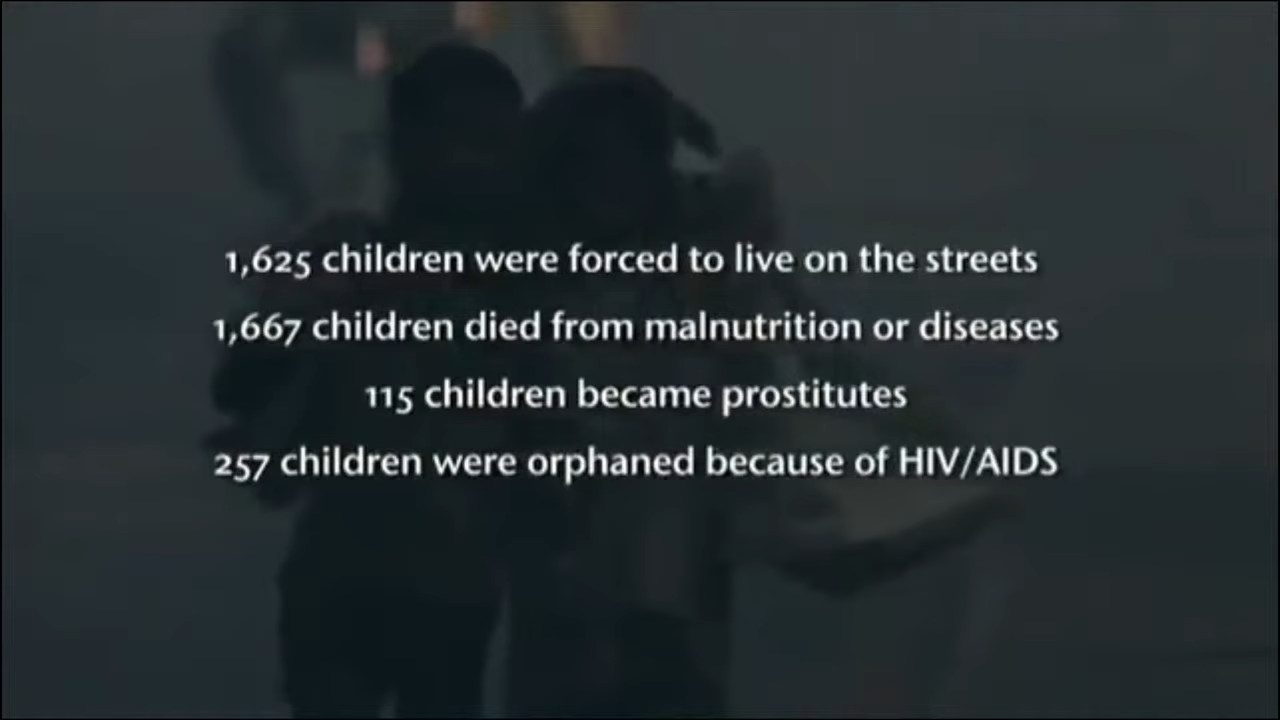 1,625 children were forced to live on the streets
1,667 children died from malnutrition or diseases
115 children became prostitutes
257 children were orphaned because of HIV/AIDS